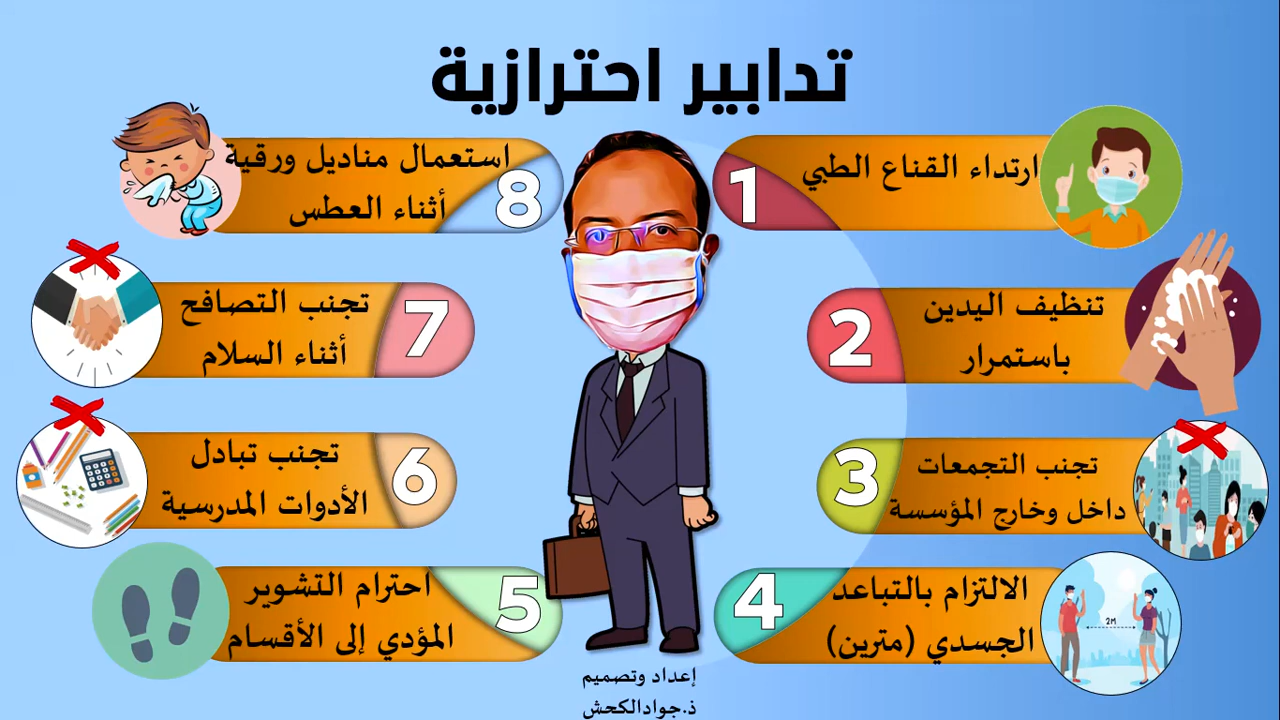 تدابير احترازية
1
ارتداء القناع الطبي
2
تنظيف اليدين
باستمرار
3
تجنب التجمعات
داخل وخارج المؤسسة
4
الالتزام بالتباعد
الجسدي (مترين)
2M
5
احترام التشوير
المؤدي إلى الأقسام
6
تجنب تبادل
الأدوات المدرسية
7
تجنب التصافح
أثناء السلام
8
استعمال مناديل ورقية
أثناء العطس
إعداد وتصميم
ذ.جوادالكحش